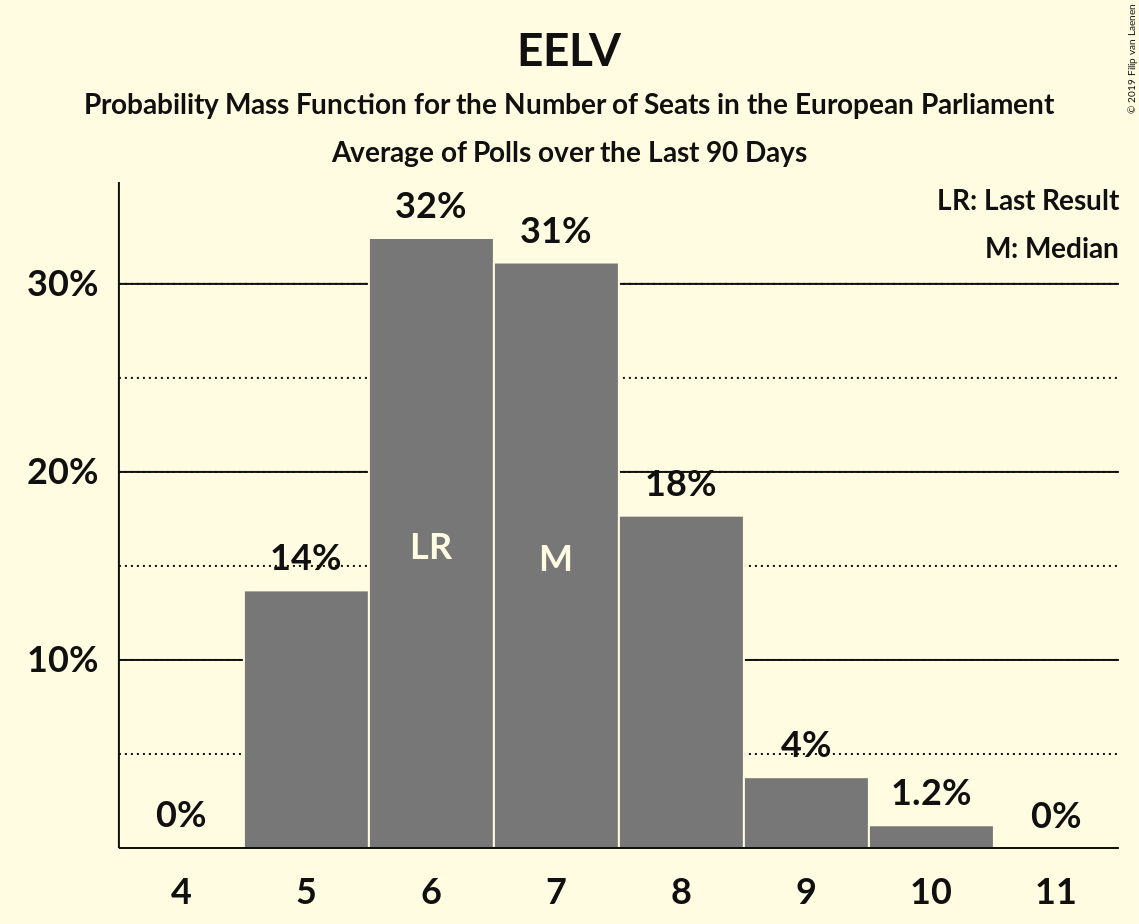 EELV
Probability Mass Function for the Number of Seats in the European Parliament
Average of Polls over the Last 90 Days
© 2019 Filip van Laenen
LR: Last Result
M: Median
32%
31%
30%
20%
18%
14%
LR
M
10%
4%
1.2%
0%
0%
4 5 6 7 8 9 10 11